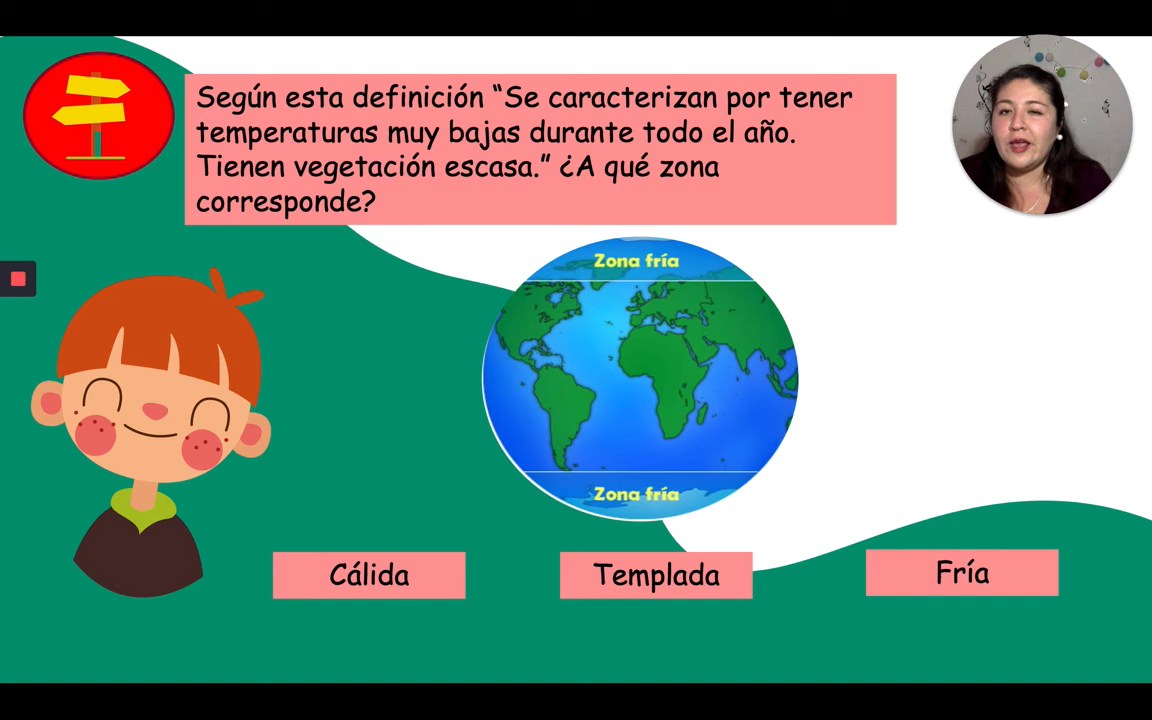 Según esta definición “Se caracterizan por tener
temperaturas muy bajas durante todo el año.
Tienen vegetación escasa.” ¿A qué zona
corresponde?
Zona fría
Zona fría
Cálida
Templada
Fría